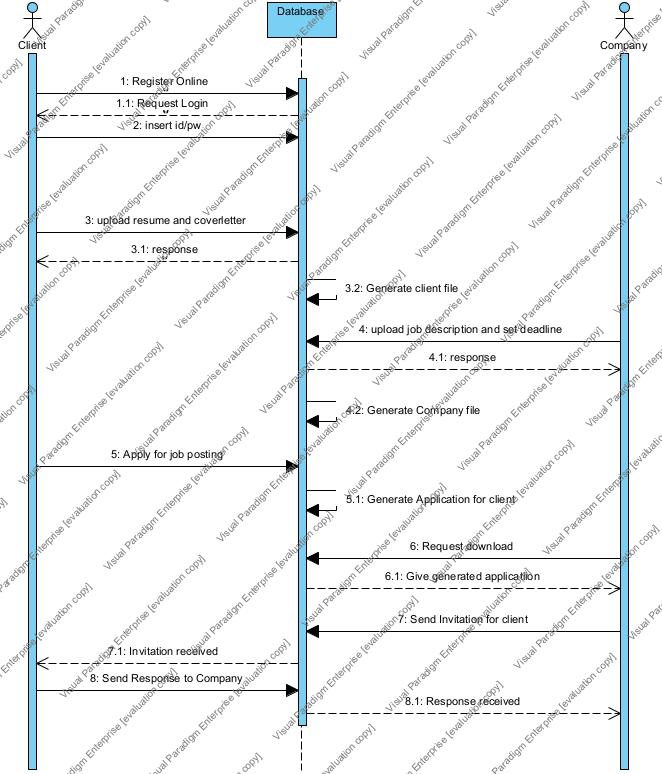 Database
Client
Company
1: Register Online
1.1: Request Login
2: insert id/pw
3: upload resume and coverletter
3.1: response
3.2: Generate client file
4: upload job description and set deadline
4.1: response
4.2: Generate Company file
5: Apply for job posting
5.1: Generate Application for client
6: Request download
6.1: Give generated application
7: Send Invitation for client
7.1: Invitation received
8: Send Response to Company
8.1: Response received
Visual Paradigm Enterprise [evaluation copy]